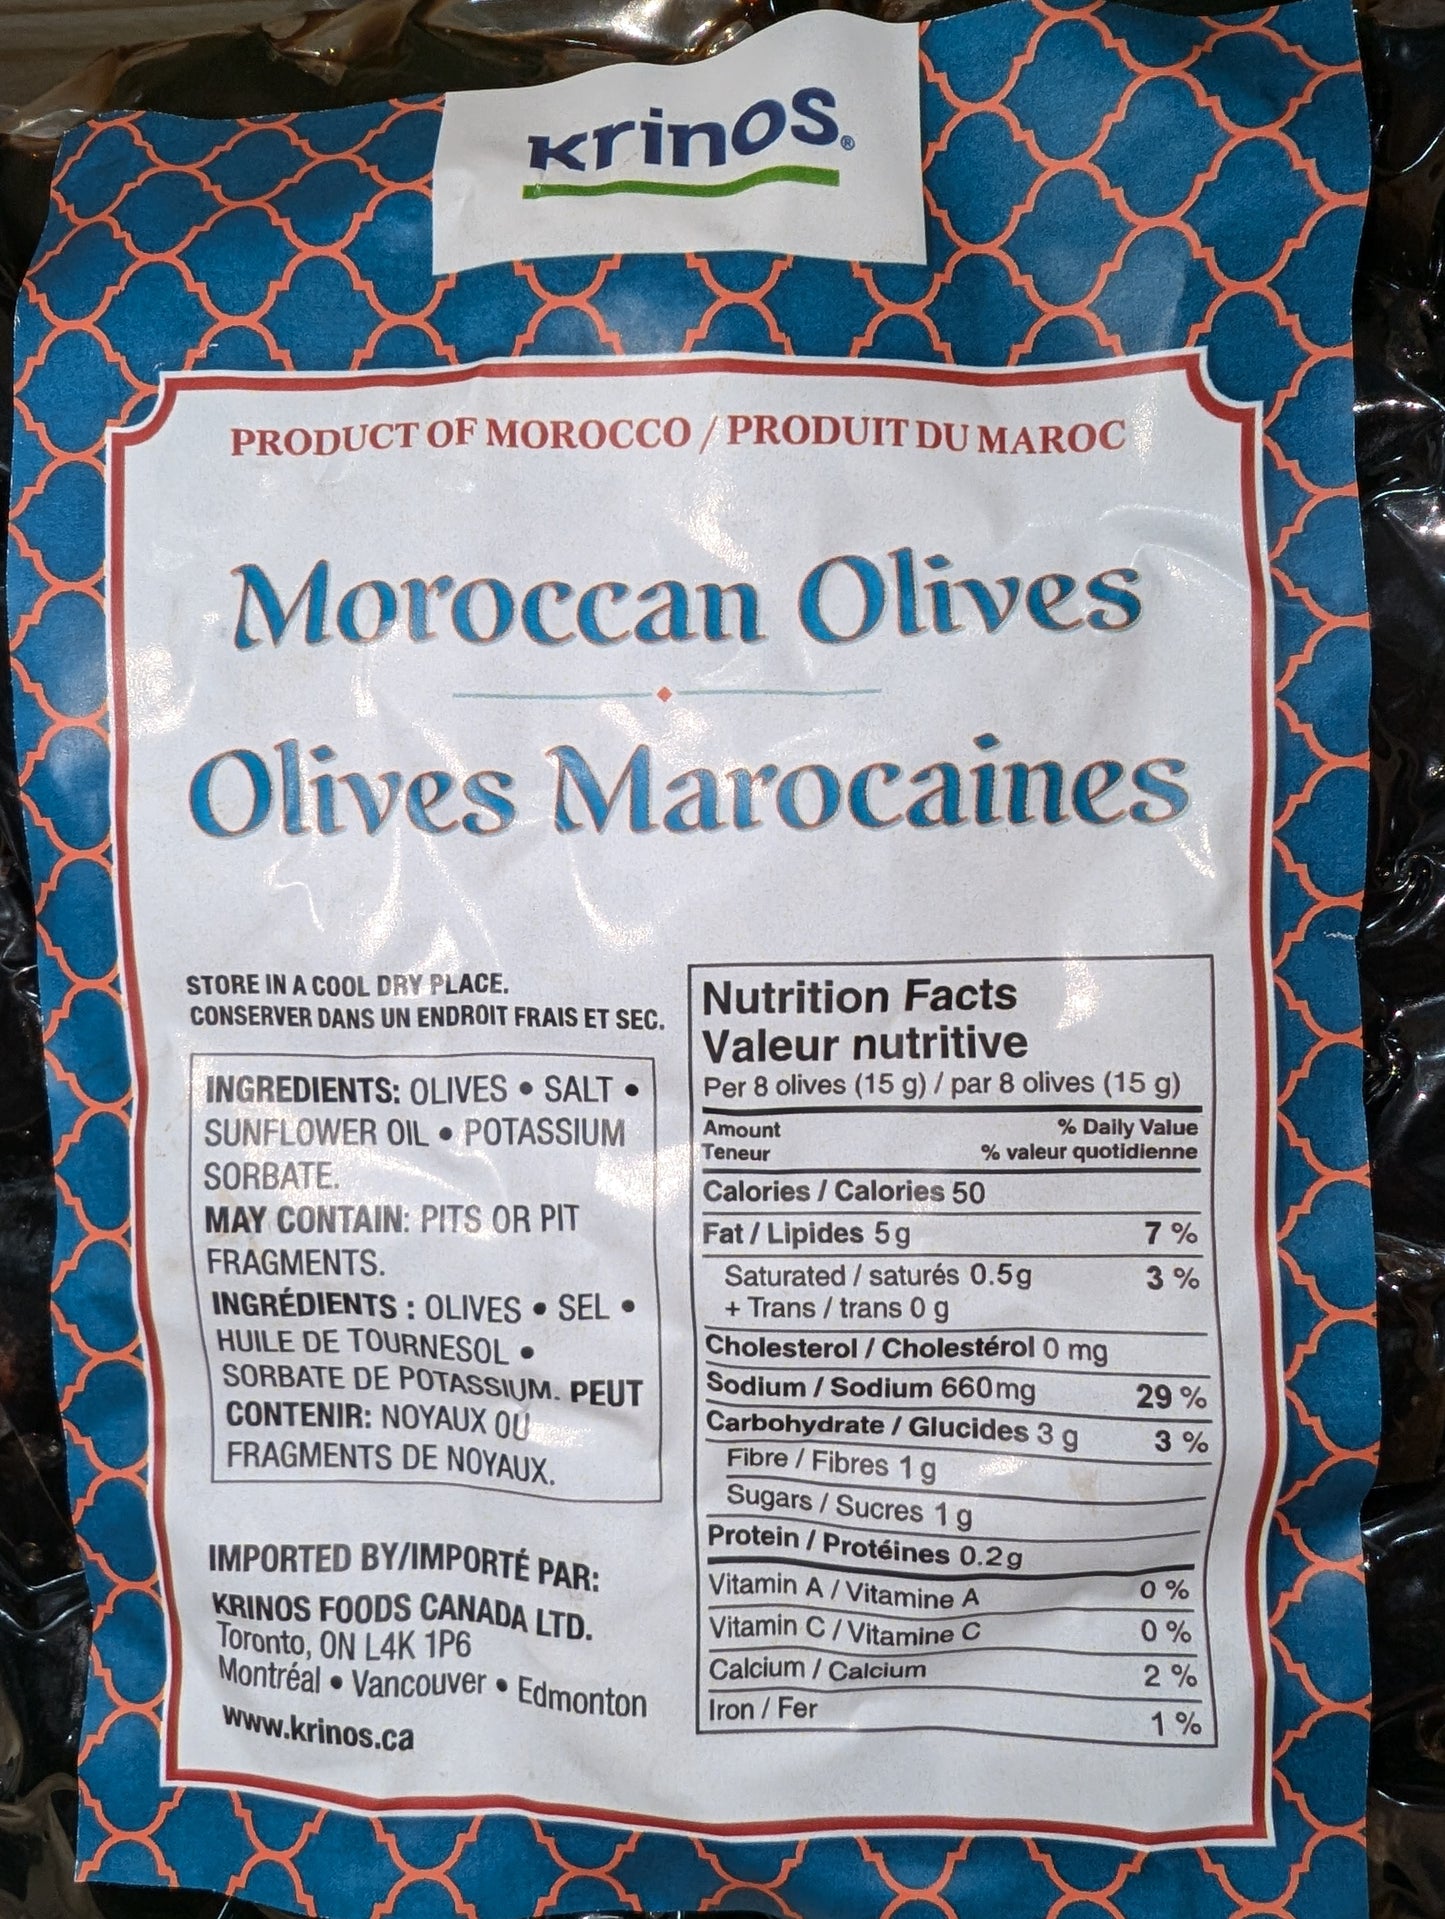 krinos®
PRODUCT OF MOROCCO / PRODUIT DU MAROC
Moroccan Olives
Olives Marocaines
STORE IN A COOL DRY PLACE.
CONSERVER DANS UN ENDROIT FRAIS ET SEC.
INGREDIENTS: OLIVES • SALT •
SUNFLOWER OIL • POTASSIUM
SORBATE.
MAY CONTAIN: PITS OR PIT
FRAGMENTS.
INGRÉDIENTS : OLIVES • SEL •
HUILE DE TOURNESOL •
SORBATE DE POTASSIUM. PEUT
CONTENIR: NOYAUX OU
FRAGMENTS DE NOYAUX.
IMPORTED BY/IMPORTÉ PAR:
KRINOS FOODS CANADA LTD.
Toronto, ON L4K 1P6
Montréal • Vancouver • Edmonton
www.krinos.ca
Nutrition Facts
Valeur nutritive
Per 8 olives (15 g) / par 8 olives (15 g)
Amount % Daily Value
Teneur % valeur quotidienne
Calories / Calories 50
Fat / Lipides 5 g 7 %
Saturated / saturés 0.5 g 3 %
+ Trans / trans 0 g
Cholesterol / Cholestérol 0 mg
Sodium / Sodium 660 mg 29 %
Carbohydrate / Glucides 3 g 3 %
Fibre / Fibres 1 g
Sugars / Sucres 1 g
Protein / Protéines 0.2 g
Vitamin A / Vitamine A 0 %
Vitamin C / Vitamine C 0 %
Calcium / Calcium 2 %
Iron / Fer 1 %